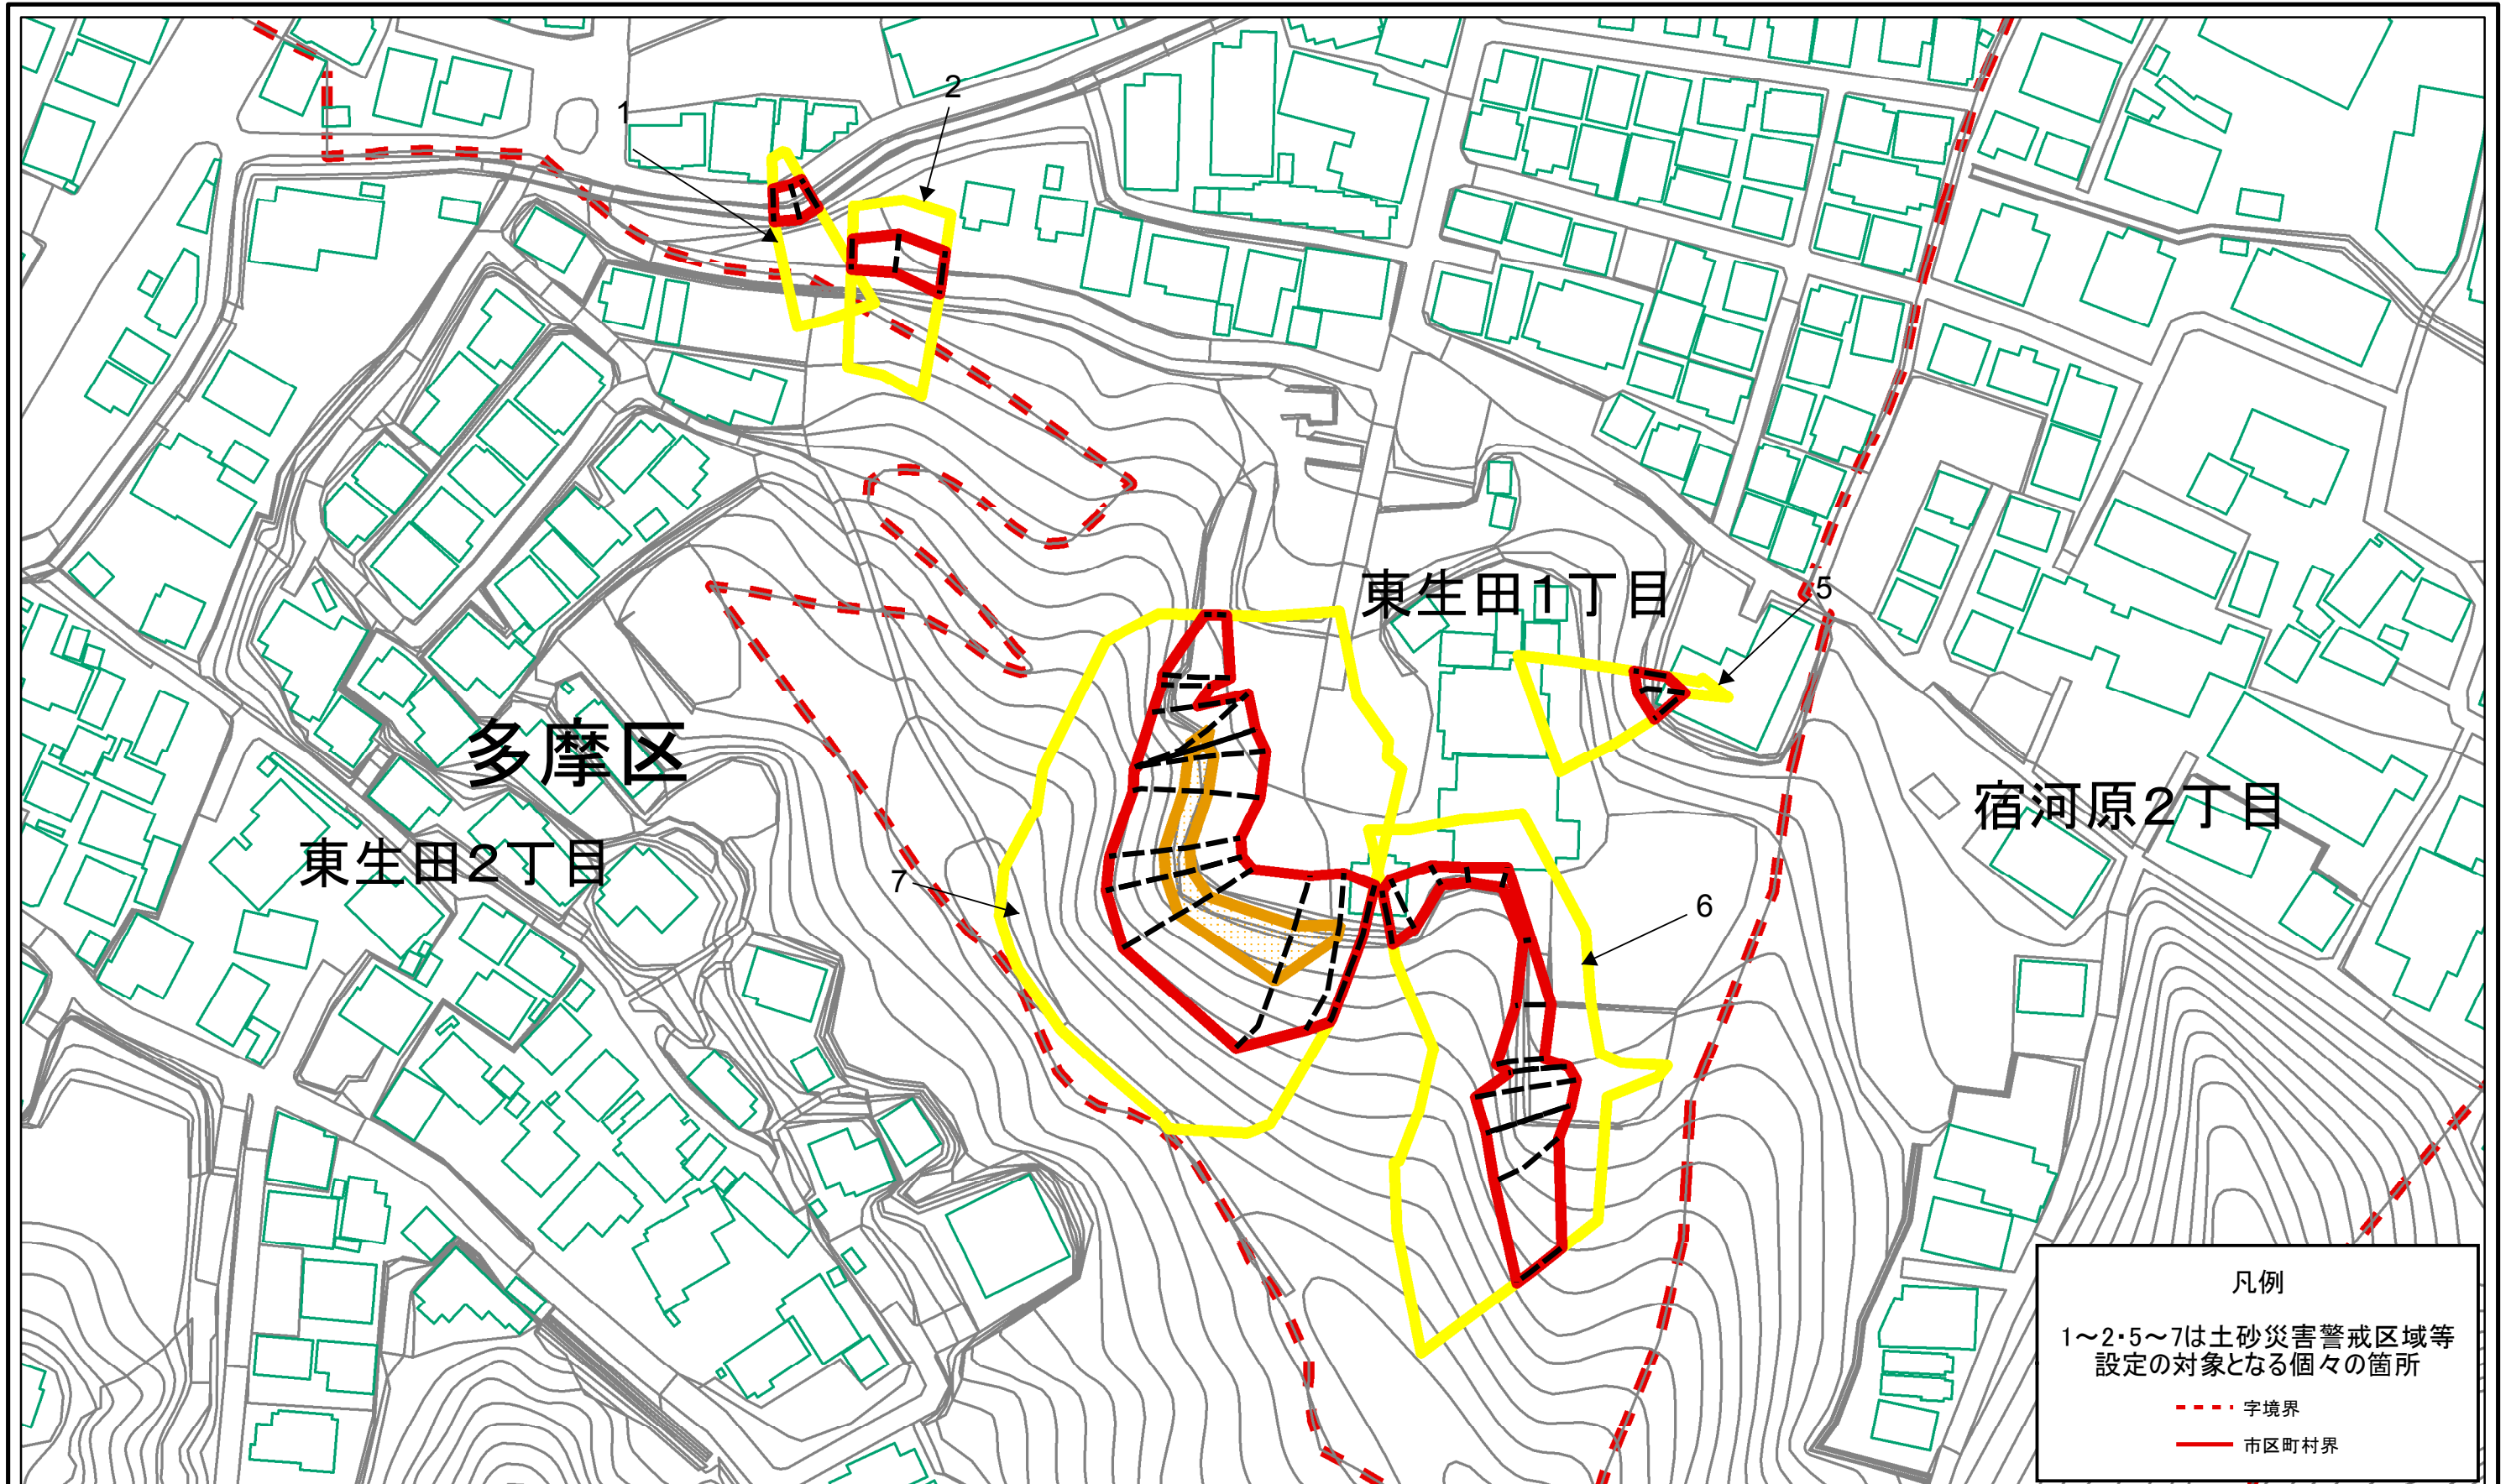 1
2
東生田1丁目
5
多摩区
宿河原2丁目
東生田2丁目
7
6
凡例
1～2・5～7は土砂災害警戒区域等
設定の対象となる個々の箇所
字境界
市区町村界